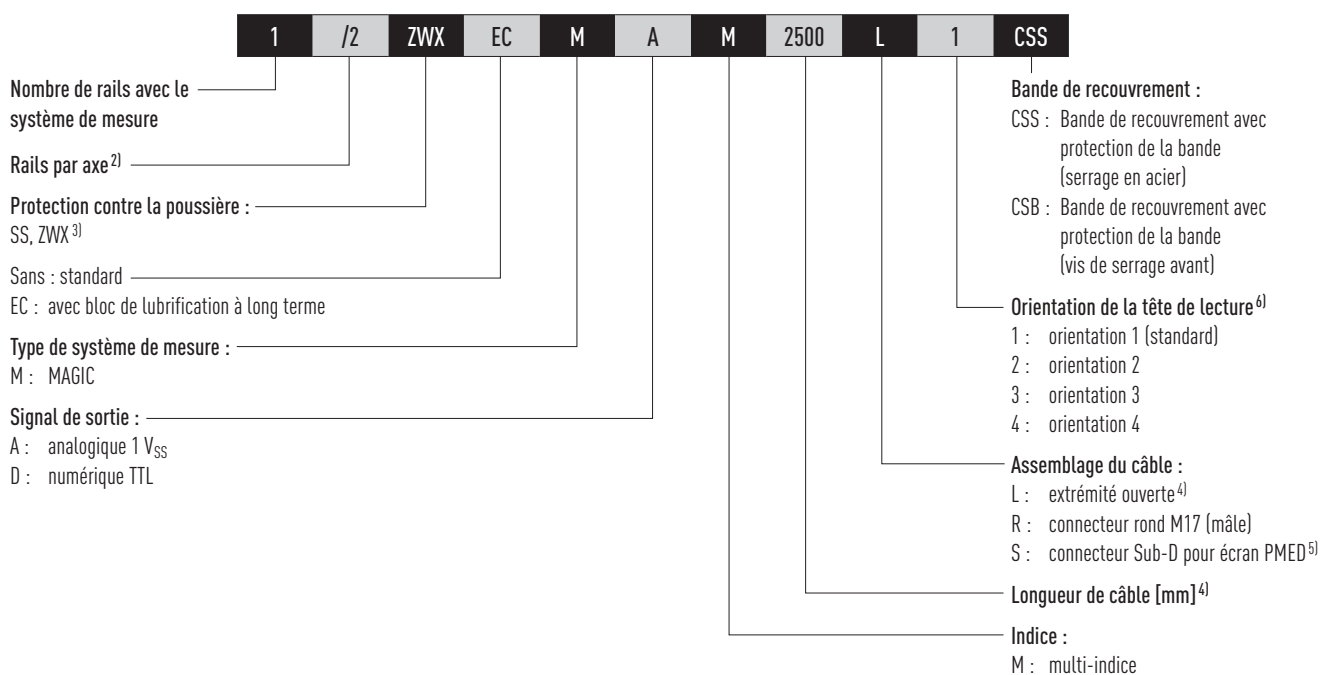 1 /2 ZWX EC M A M 2500 L 1 CSS
Nombre de rails avec le
système de mesure
Rails par axe 2)
Protection contre la poussière :
SS, ZWX 3)
Sans : standard
EC : avec bloc de lubrification à long terme
Type de système de mesure :
M : MAGIC
Signal de sortie :
A : analogique 1 VSS
D : numérique TTL
Bande de recouvrement :
CSS : Bande de recouvrement avec
protection de la bande
(serrage en acier)
CSB : Bande de recouvrement avec
protection de la bande
(vis de serrage avant)
Orientation de la tête de lecture 6)
1 : orientation 1 (standard)
2 : orientation 2
3 : orientation 3
4 : orientation 4
Assemblage du câble :
L : extrémité ouverte 4)
R : connecteur rond M17 (mâle)
S : connecteur Sub-D pour écran PMED 5)
Longueur de câble [mm] 4)
Indice :
M : multi-indice